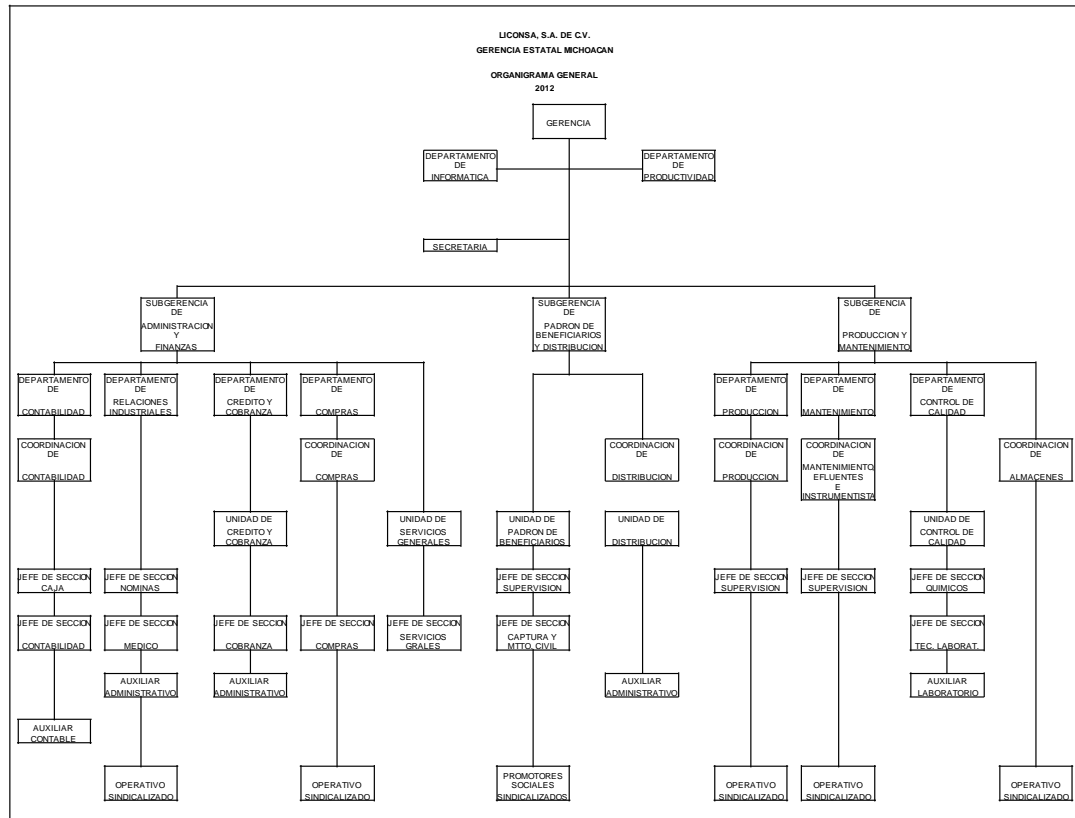 LICONSA, S.A. DE C.V.
GERENCIA ESTATAL MICHOACAN
ORGANIGRAMA GENERAL
2012
GERENCIA
DEPARTAMENTO
DE
INFORMATICA
DEPARTAMENTO
DE
PRODUCTIVIDAD
SECRETARIA
SUBGERENCIA
DE
ADMINISTRACION
Y
FINANZAS
SUBGERENCIA
DE
PADRON DE
BENEFICIARIOS
Y DISTRIBUCION
SUBGERENCIA
DE
PRODUCCION Y
MANTENIMIENTO
DEPARTAMENTO
DE
CONTABILIDAD
DEPARTAMENTO
DE
RELACIONES
INDUSTRIALES
DEPARTAMENTO
DE
CREDITO Y
COBRANZA
DEPARTAMENTO
DE
COMPRAS
DEPARTAMENTO
DE
PRODUCCION
DEPARTAMENTO
DE
MANTENIMIENTO
DEPARTAMENTO
DE
CONTROL DE
CALIDAD
COORDINACION
DE
CONTABILIDAD
COORDINACION
DE
COMPRAS
COORDINACION
DE
DISTRIBUCION
COORDINACION
DE
PRODUCCION
COORDINACION
DE
MANTENIMIENTO,
EFLUENTES
E
INSTRUMENTISTA
COORDINACION
DE
ALMACENES
UNIDAD DE
CREDITO Y
COBRANZA
UNIDAD DE
SERVICIOS
GENERALES
UNIDAD DE
PADRON DE
BENEFICIARIOS
UNIDAD DE
DISTRIBUCION
UNIDAD DE
CONTROL DE
CALIDAD
JEFE DE SECCION
CAJA
JEFE DE SECCION
NOMINAS
JEFE DE SECCION
SUPERVISION
JEFE DE SECCION
SUPERVISION
JEFE DE SECCION
SUPERVISION
JEFE DE SECCION
QUIMICOS
JEFE DE SECCION
CONTABILIDAD
JEFE DE SECCION
MEDICO
JEFE DE SECCION
COBRANZA
JEFE DE SECCION
COMPRAS
JEFE DE SECCION
SERVICIOS
GRALES
JEFE DE SECCION
CAPTURA Y
MTTO. CIVIL
JEFE DE SECCION
TEC. LABORAT.
AUXILIAR
ADMINISTRATIVO
AUXILIAR
ADMINISTRATIVO
AUXILIAR
ADMINISTRATIVO
AUXILIAR
LABORATORIO
AUXILIAR
CONTABLE
OPERATIVO
SINDICALIZADO
OPERATIVO
SINDICALIZADO
PROMOTORES
SOCIALES
SINDICALIZADOS
OPERATIVO
SINDICALIZADO
OPERATIVO
SINDICALIZADO
OPERATIVO
SINDICALIZADO